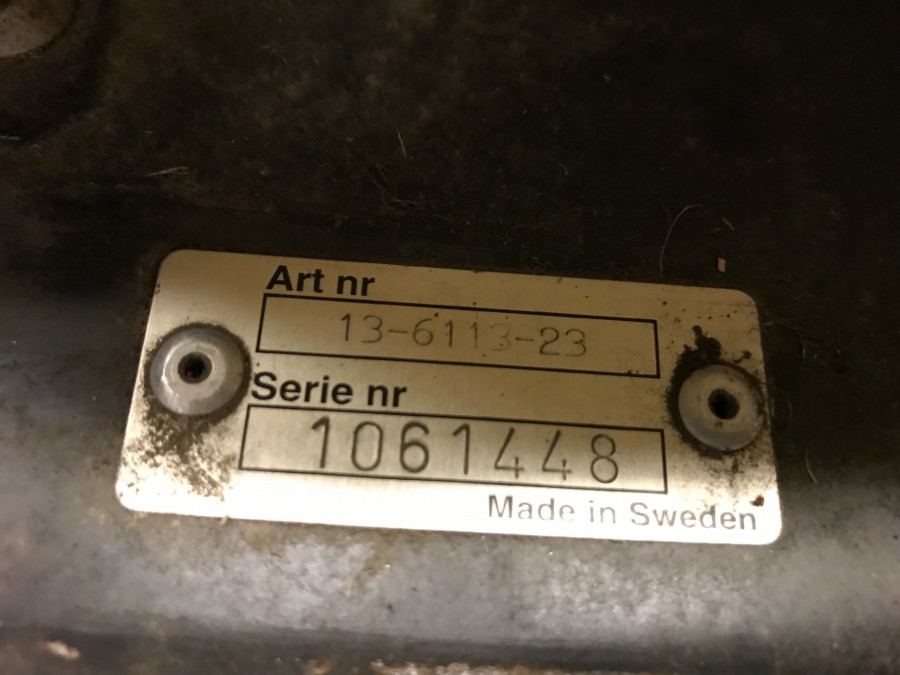 Art nr
13-6113-23
Serie nr
1061448
Made in Sweden